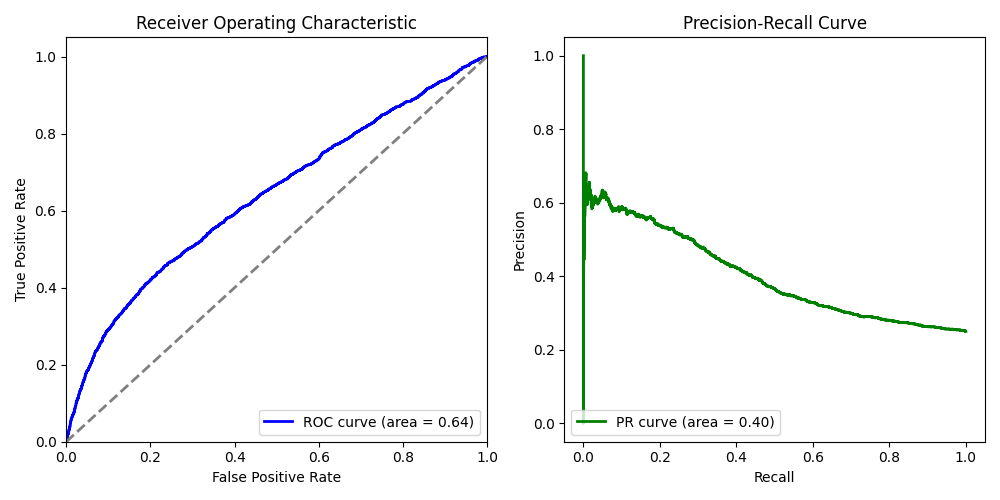 Receiver Operating Characteristic
1.0
0.8
0.6
0.4
0.2
0.0
True Positive Rate
0.0 0.2 0.4 0.6 0.8 1.0
False Positive Rate
ROC curve (area = 0.64)
Precision-Recall Curve
1.0
0.8
0.6
0.4
0.2
0.0
Precision
0.0 0.2 0.4 0.6 0.8 1.0
Recall
PR curve (area = 0.40)